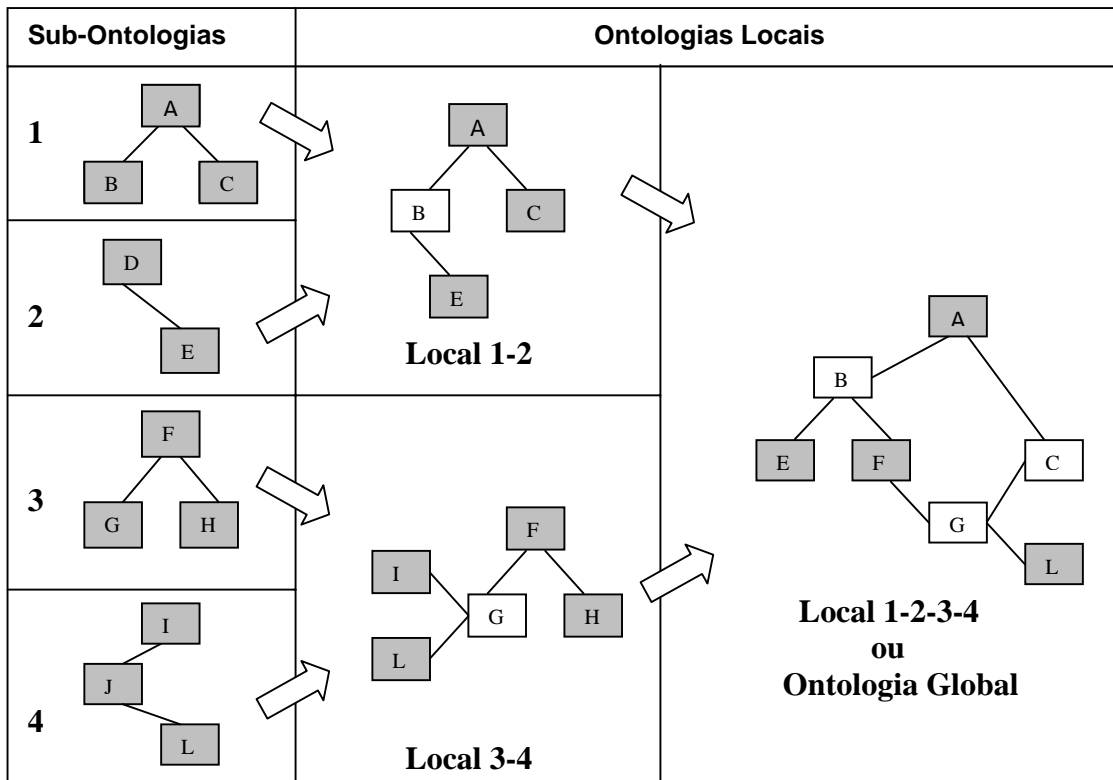 Sub-Ontologias
Ontologias Locais
1
A
B C
2
D
E
3
F
G H
4
I
J
L
A
B C
E
Local 1-2
F
I
G H
L
Local 3-4
A
B
E F C
G
L
Local 1-2-3-4
ou
Ontologia Global